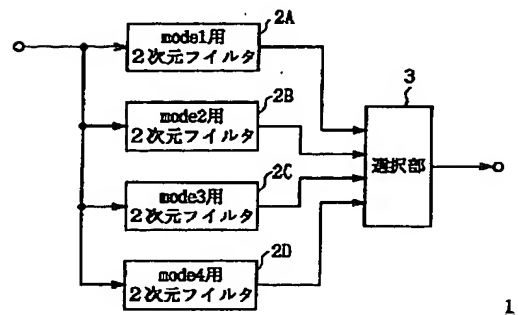 mode1用
2次元フィルタ
2A
mode2用
2次元フィルタ
2B
mode3用
2次元フィルタ
2C
mode4用
2次元フィルタ
2D
3
選択部
1